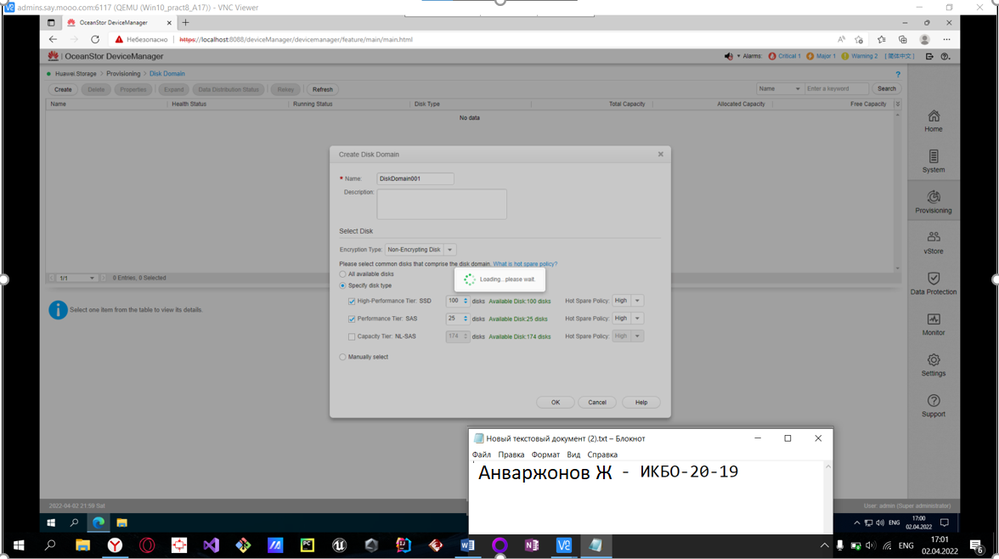 admins.say.mooo.com:6117 (QEMU (Win10_pract8_A17)) - VNC Viewer
OceanStor DeviceManager
Небезопасно https://localhost:8088/deviceManager/devicemanager/feature/main/main.html
OceanStor DeviceManager
Alarms: Critical 1 Major 1 Warning 2 [简体中文]
Huawei.Storage > Provisioning > Disk Domain
Create Delete Properties Expand Data Distribution Status Rekey Refresh
Name Enter a keyword Search
Name Health Status Running Status Disk Type Total Capacity Allocated Capacity Free Capacity
No data
Home
System
Provisioning
vStore
Data Protection
Monitor
Settings
Support
Create Disk Domain
* Name: DiskDomain001
Description:
Select Disk
Encryption Type: Non-Encrypting Disk
Please select common disks that comprise the disk domain. What is hot spare policy?
All available disks
Loading...please wait.
Specify disk type
High-Performance Tier: SSD 100 disks Available Disk:100 disks Hot Spare Policy: High
Performance Tier: SAS 25 disks Available Disk:25 disks Hot Spare Policy: High
Capacity Tier: NL-SAS 174 disks Available Disk:174 disks Hot Spare Policy: High
Manually select
OK Cancel Help
1/1 0 Entries, 0 Selected
Select one item from the table to view its details.
Новый текстовый документ (2).txt – Блокнот
Файл Правка Формат Вид Справка
Анваржонов Ж - ИКБО-20-19
2022-04-02 21:59 Sat
User: admin (Super administrator)
ENG 17:00
02.04.2022
ENG 17:01
02.04.2022
6